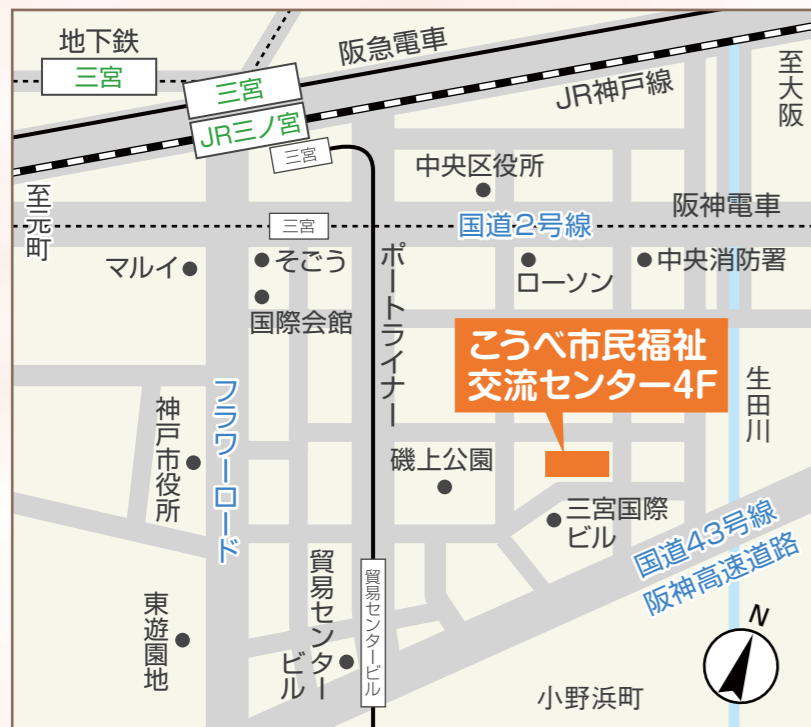 地下鉄
三宮
阪急電車
三宮
JR三ノ宮
三宮
JR神戸線
至大阪
至元町
中央区役所
阪神電車
三宮
国道2号線
マルイ
そごう
国際会館
ポートライナー
ローソン
中央消防署
こうべ市民福祉
交流センター4F
生田川
フラワーロード
神戸市役所
磯上公園
三宮国際
ビル
国道43号線
阪神高速道路
東遊園地
貿易センター
ビル
貿易センタービル
小野浜町
N